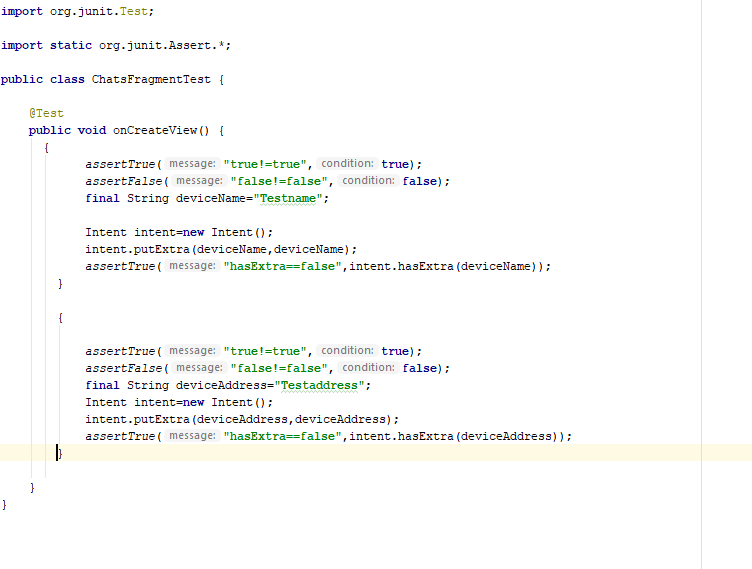 import org.junit.Test;
import static org.junit.Assert.*;
public class ChatsFragmentTest {
@Test
public void onCreateView() {
{
assertTrue( message: "true!=true", condition: true);
assertFalse( message: "false!=false", condition: false);
final String deviceName="Testname";
Intent intent=new Intent();
intent.putExtra(deviceName,deviceName);
assertTrue( message: "hasExtra==false",intent.hasExtra(deviceName));
}
{
assertTrue( message: "true!=true", condition: true);
assertFalse( message: "false!=false", condition: false);
final String deviceAddress="Testaddress";
Intent intent=new Intent();
intent.putExtra(deviceAddress,deviceAddress);
assertTrue( message: "hasExtra==false",intent.hasExtra(deviceAddress));
}
}
}